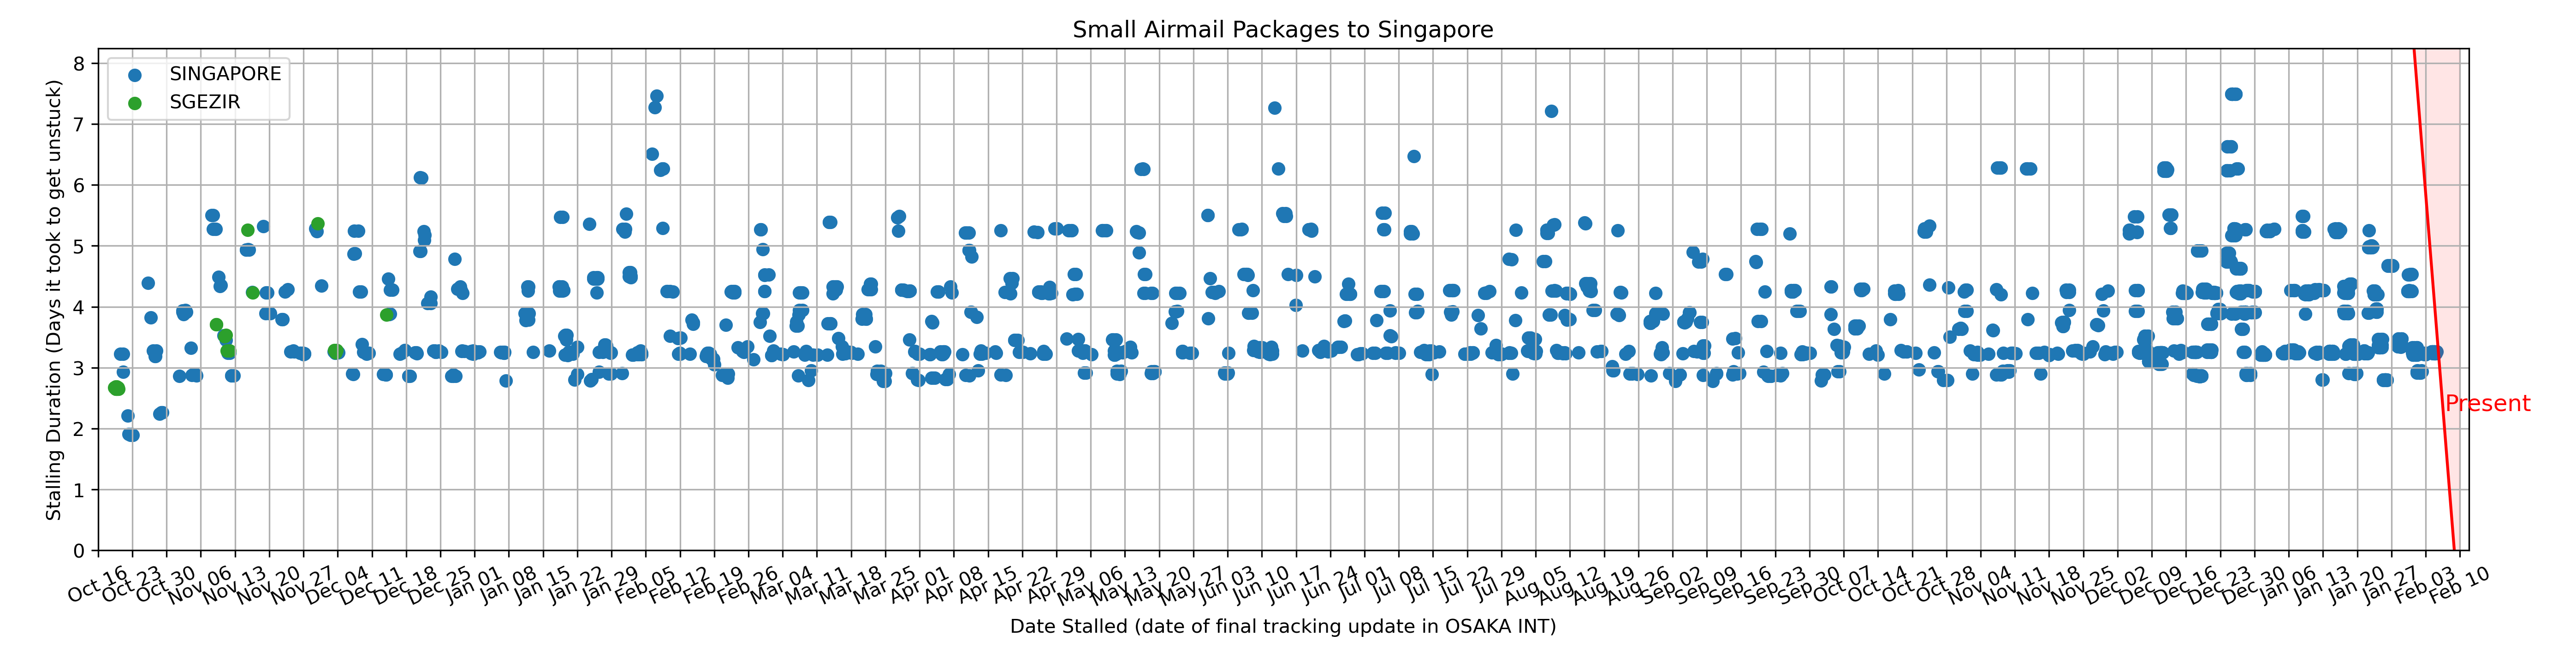 Small Airmail Packages to Singapore
SINGAPORE
SGEZIR
Stalling Duration (Days it took to get unstuck)
8
7
6
5
4
3
2
1
0
Present
Oct 16
Oct 23
Oct 30
Nov 06
Nov 13
Nov 20
Nov 27
Dec 04
Dec 11
Dec 18
Dec 25
Jan 01
Jan 08
Jan 15
Jan 22
Jan 29
Feb 05
Feb 12
Feb 19
Feb 26
Mar 04
Mar 11
Mar 18
Mar 25
Apr 01
Apr 08
Apr 15
Apr 22
Apr 29
May 06
May 13
May 20
May 27
Jun 03
Jun 10
Jun 17
Jun 24
Jul 01
Jul 08
Jul 15
Jul 22
Jul 29
Aug 05
Aug 12
Aug 19
Aug 26
Sep 02
Sep 09
Sep 16
Sep 23
Sep 30
Oct 07
Oct 14
Oct 21
Oct 28
Nov 04
Nov 11
Nov 18
Nov 25
Dec 02
Dec 09
Dec 16
Dec 23
Dec 30
Jan 06
Jan 13
Jan 20
Jan 27
Feb 03
Feb 10
Date Stalled (date of final tracking update in OSAKA INT)